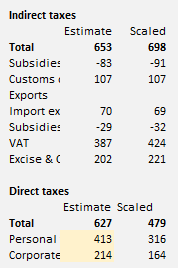 Indirect taxes
Estimate Scaled
Total 653 698
Subsidies -83 -91
Customs 107 107
Exports
Import ex 70 69
Subsidies -29 -32
VAT 387 424
Excise & 202 221
Direct taxes
Estimate Scaled
Total 627 479
Personal 413 316
Corporate 214 164